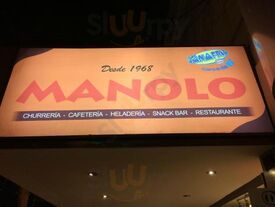 Desde 1968
MANOLO
CHURRERÍA - CAFETERÍA - HELADERÍA - SNACK BAR - RESTAURANTE